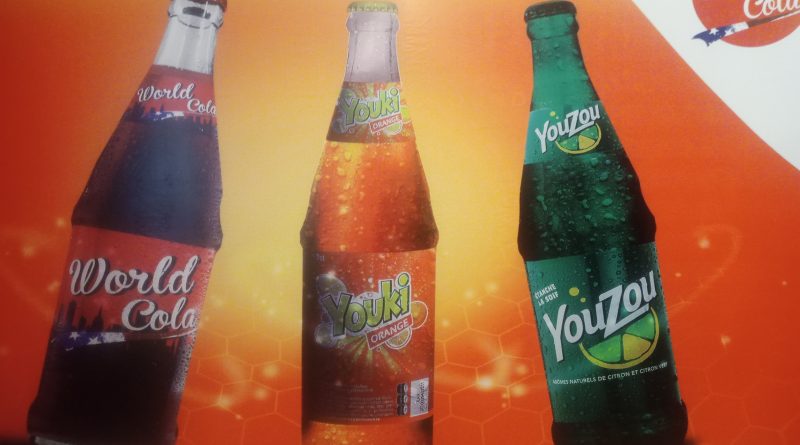 World
Cola
World
Cola
Youki
ORANGE
Youki
ORANGE
YouZou
ETANCHE
LA SOIF
YouZou
ARÔMES NATURELS DE CITRON ET CITRON VERT
Cola